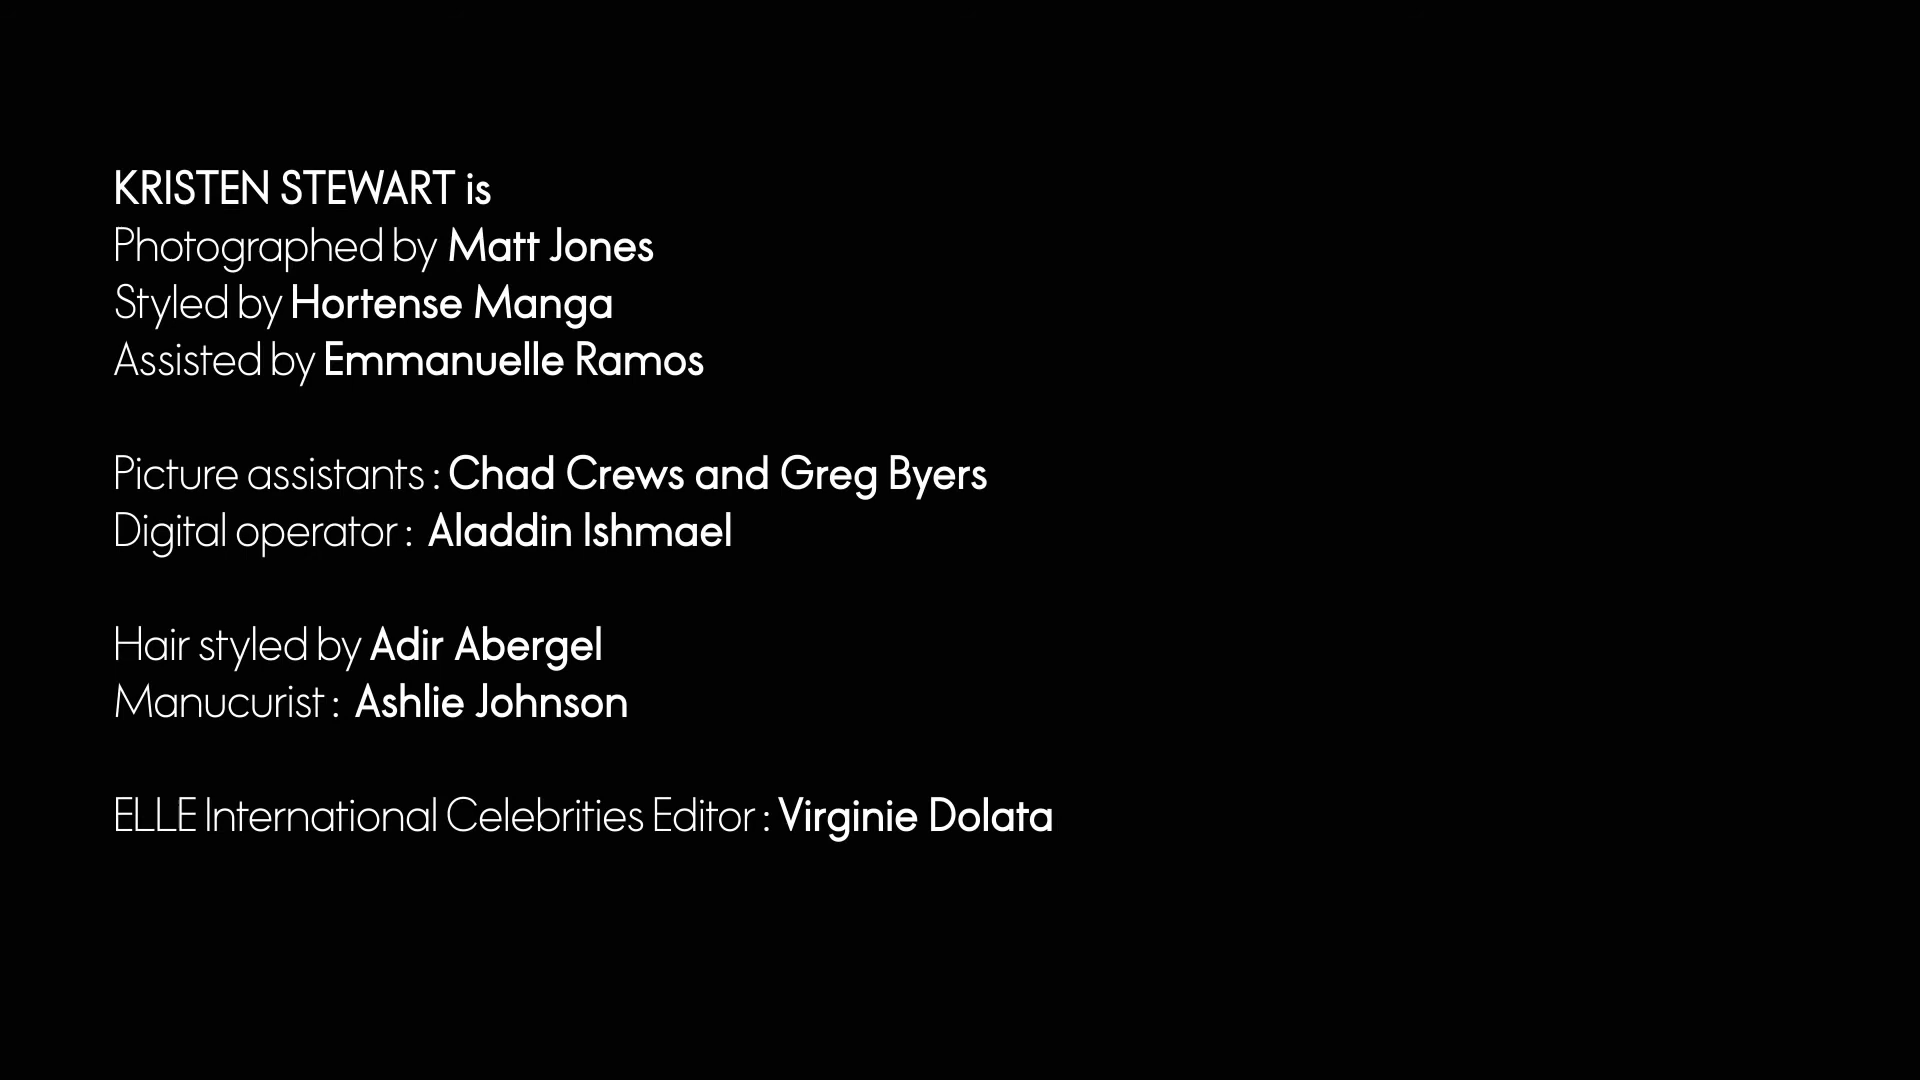 KRISTEN STEWART is
Photographed by Matt Jones
Styled by Hortense Manga
Assisted by Emmanuelle Ramos
Picture assistants : Chad Crews and Greg Byers
Digital operator : Aladdin Ishmael
Hair styled by Adir Abergel
Manucurist : Ashlie Johnson
ELLE International Celebrities Editor : Virginie Dolata